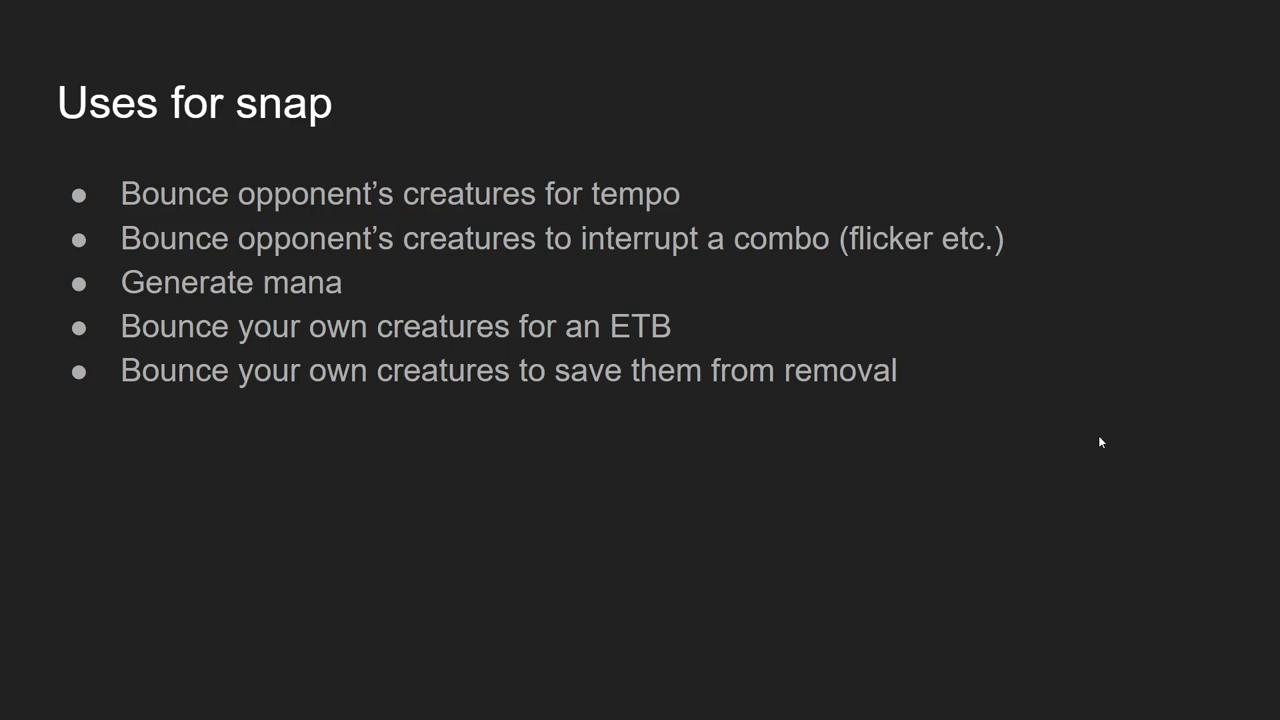 Uses for snap
● Bounce opponent’s creatures for tempo
● Bounce opponent’s creatures to interrupt a combo (flicker etc.)
● Generate mana
● Bounce your own creatures for an ETB
● Bounce your own creatures to save them from removal